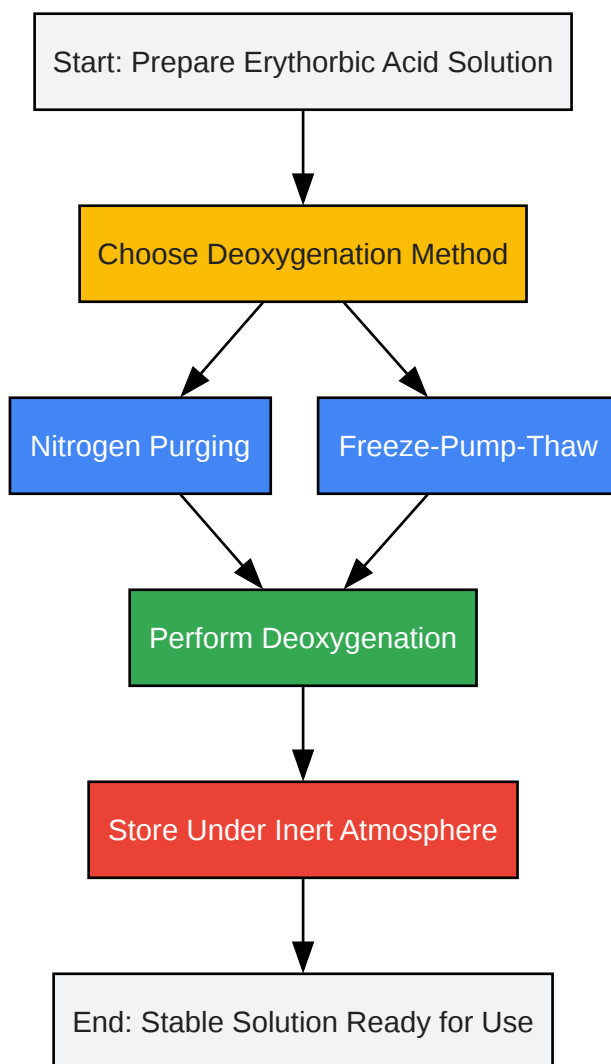 Start: Prepare Erythorbic Acid Solution
Choose Deoxygenation Method
Nitrogen Purging
Freeze-Pump-Thaw
Perform Deoxygenation
Store Under Inert Atmosphere
End: Stable Solution Ready for Use